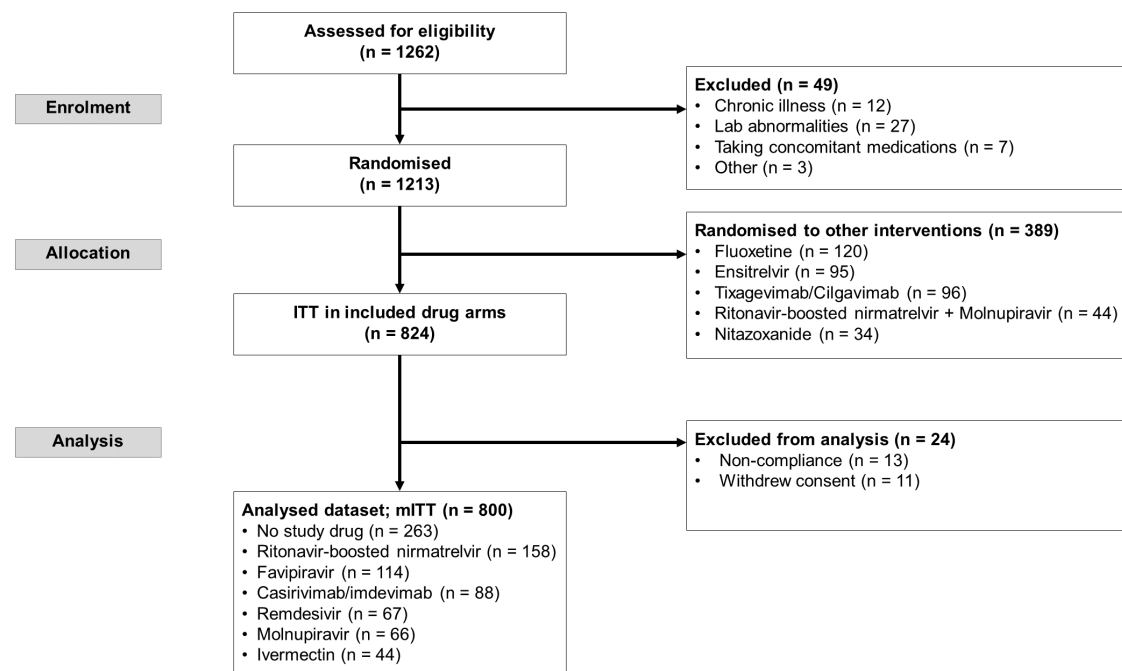 Assessed for eligibility
(n = 1262)
Enrolment
Excluded (n = 49)
• Chronic illness (n = 12)
• Lab abnormalities (n = 27)
• Taking concomitant medications (n = 7)
• Other (n = 3)
Randomised
(n = 1213)
Allocation
Randomised to other interventions (n = 389)
• Fluoxetine (n = 120)
• Ensitrelvir (n = 95)
• Tixagevimab/Cilgavimab (n = 96)
• Ritonavir-boosted nirmatrelvir + Molnupiravir (n = 44)
• Nitazoxanide (n = 34)
ITT in included drug arms
(n = 824)
Analysis
Excluded from analysis (n = 24)
• Non-compliance (n = 13)
• Withdrew consent (n = 11)
Analysed dataset; mITT (n = 800)
• No study drug (n = 263)
• Ritonavir-boosted nirmatrelvir (n = 158)
• Favipiravir (n = 114)
• Casirivimab/imdevimab (n = 88)
• Remdesivir (n = 67)
• Molnupiravir (n = 66)
• Ivermectin (n = 44)